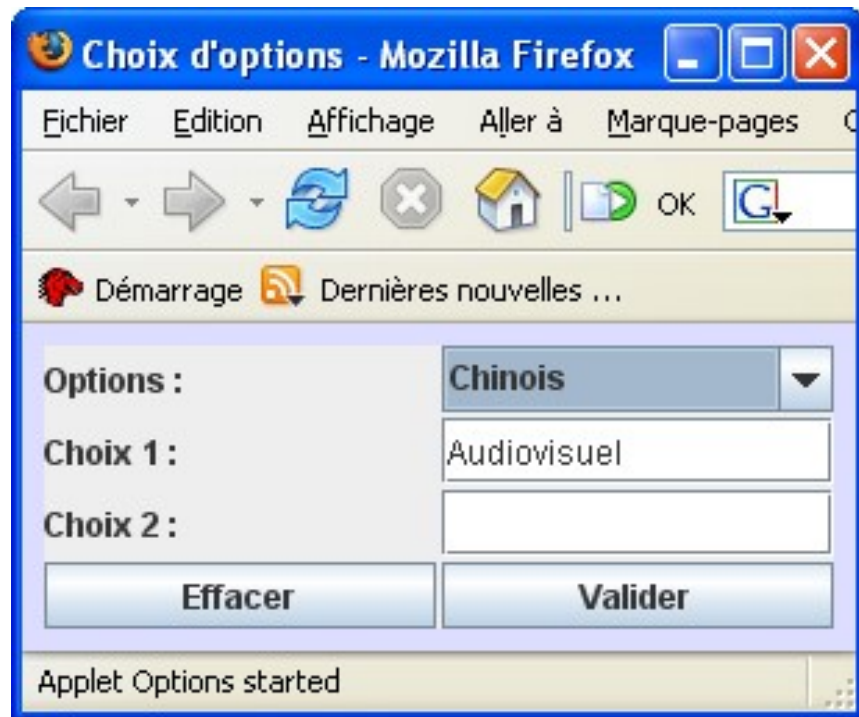 Choix d'options - Mozilla Firefox
Fichier Edition Affichage Aller à Marque-pages
OK G
Démarrage Dernières nouvelles ...
Options : Chinois
Choix 1 : Audiovisuel
Choix 2 :
Effacer Valider
Applet Options started